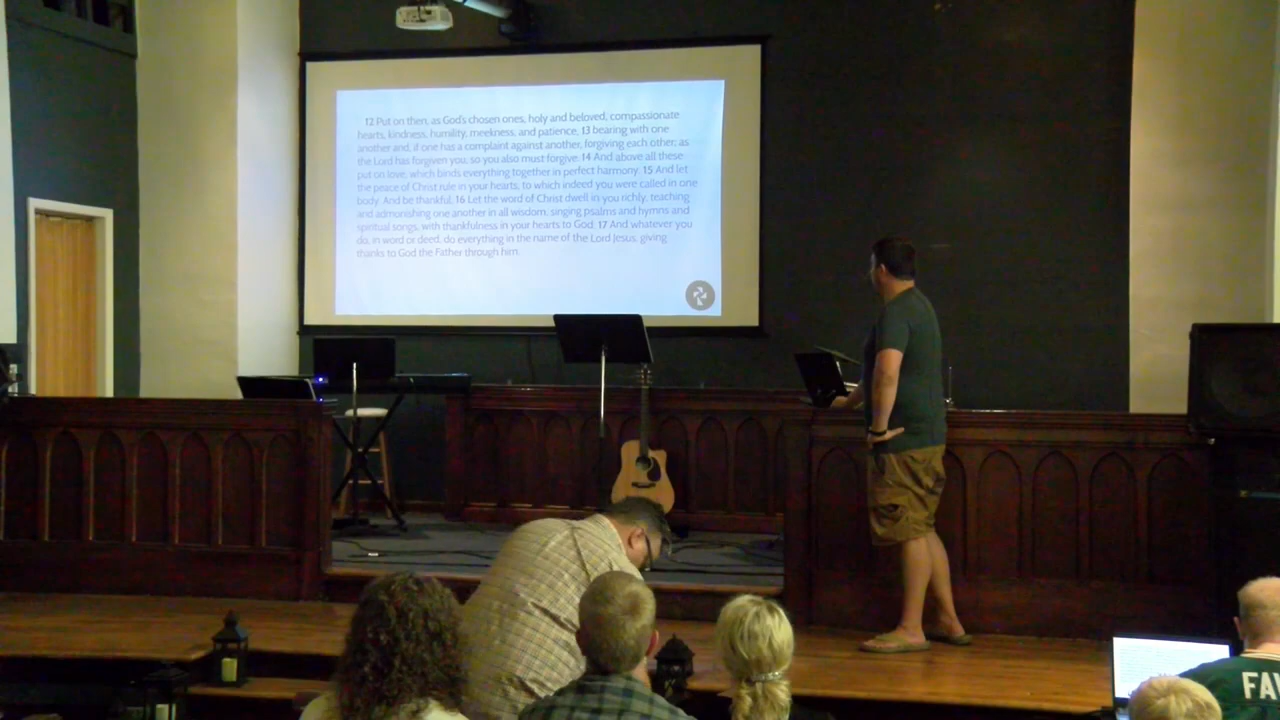 12 Put on then, as God's chosen ones, holy and beloved, compassionate
hearts, kindness, humility, meekness, and patience, 13 bearing with one
another and, if one has a complaint against another, forgiving each other; as
the Lord has forgiven you, so you also must forgive. 14 And above all these
put on love, which binds everything together in perfect harmony. 15 And let
the peace of Christ rule in your hearts, to which indeed you were called in one
body. And be thankful. 16 Let the word of Christ dwell in you richly, teaching
and admonishing one another in all wisdom, singing psalms and hymns and
spiritual songs, with thankfulness in your hearts to God. 17 And whatever you
do, in word or deed, do everything in the name of the Lord Jesus, giving
thanks to God the Father through him.